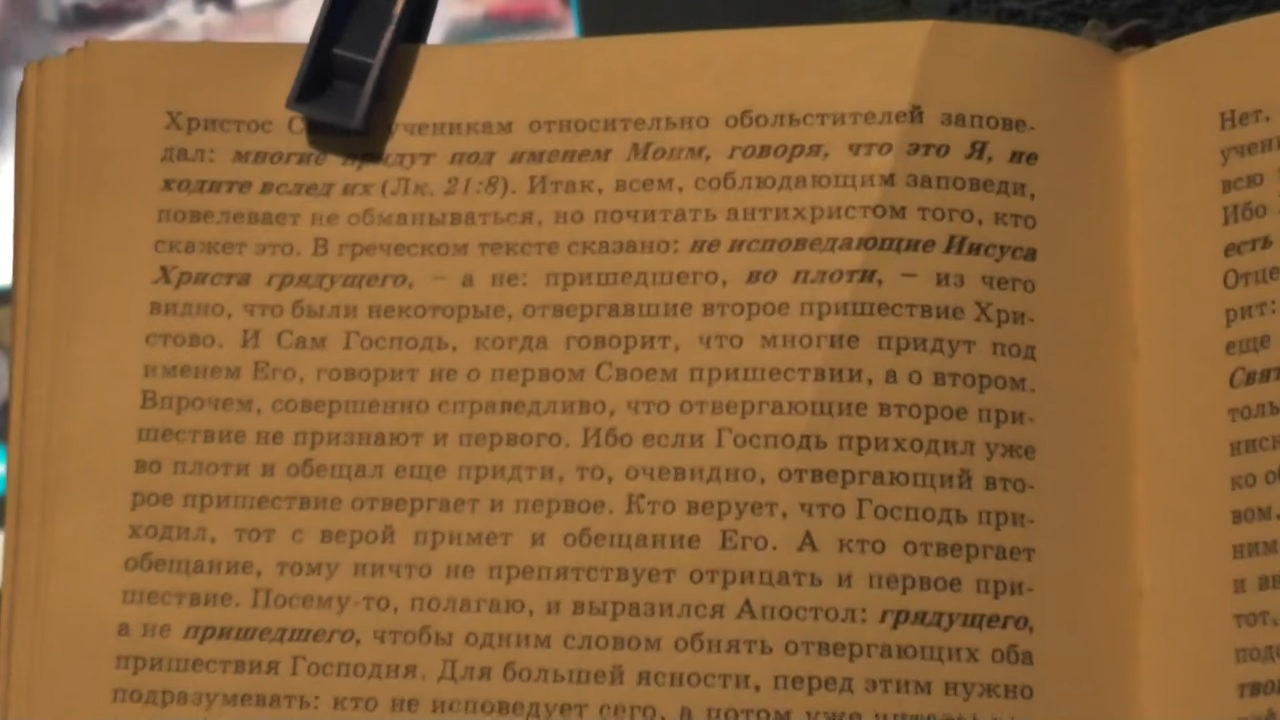 Христос С ученикам относительно обольстителей запове-
дал: многие придут под именем Моим, говоря, что это Я, не
ходите вслед их (Лк. 21:8). Итак, всем, соблюдающим заповеди,
повелевает не обманываться, но почитать антихристом того, кто
скажет это. В греческом тексте сказано: не исповедающие Иисуса
Христа грядущего, – а не: пришедшего, во плоти, – из чего
видно, что были некоторые, отвергавшие второе пришествие Хри-
стово. И Сам Господь, когда говорит, что многие придут под
именем Его, говорит не о первом Своем пришествии, а о втором.
Впрочем, совершенно справедливо, что отвергающие второе при-
шествие не признают и первого. Ибо если Господь приходил уже
во плоти и обещал еще придти, то, очевидно, отвергающий вто-
рое пришествие отвергает и первое. Кто верует, что Господь при-
ходил, тот с верой примет и обещание Его. А кто отвергает
обещание, тому ничто не препятствует отрицать и первое при-
шествие. Посему-то, полагаю, и выразился Апостол: грядущего,
а не пришедшего, чтобы одним словом обнять отвергающих оба
пришествия Господня. Для большей ясности, перед этим нужно
подразумевать: кто не исповедует сего, а потом уже
Нет,
учен
всю
Ибо
есть
Отце
рит:
еще
Свят
толь
ниск
ко об
вом.
ним
и ап
тот,
подо
твор